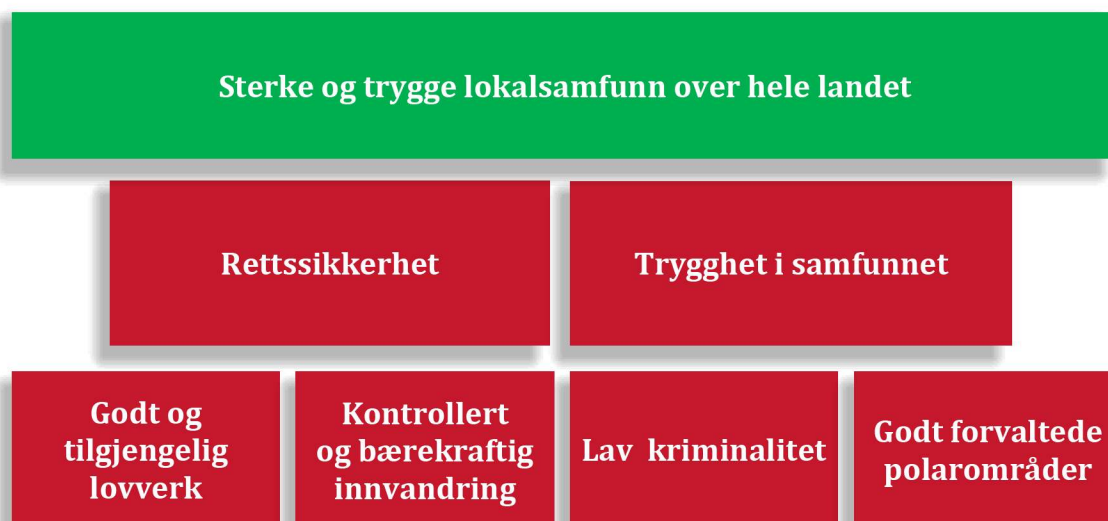 Sterke og trygge lokalsamfunn over hele landet
Rettssikkerhet
Trygghet i samfunnet
Godt og
tilgjengelig
lovverk
Kontrollert
og bærekraftig
innvandring
Lav kriminalitet
Godt forvaltede
polarområder